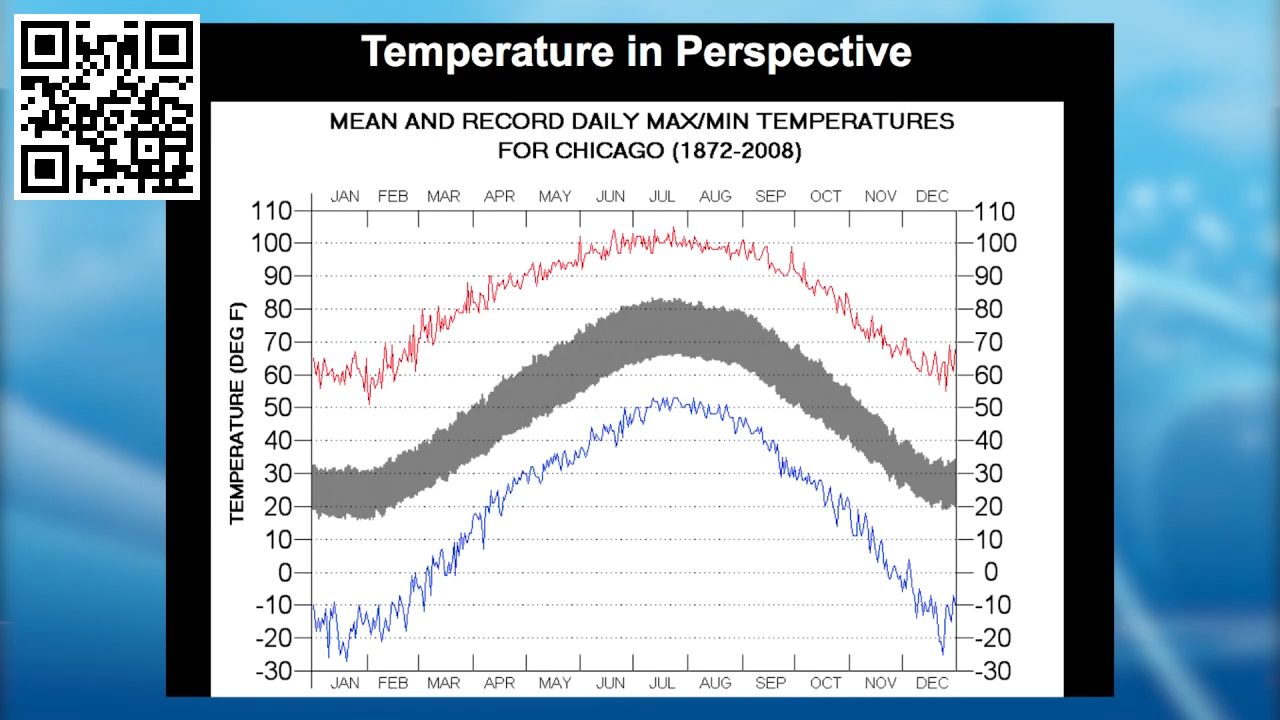 Temperature in Perspective
MEAN AND RECORD DAILY MAX/MIN TEMPERATURES
FOR CHICAGO (1872-2008)
JAN FEB MAR APR MAY JUN JUL AUG SEP OCT NOV DEC
110 110
100 100
90 90
80 80
70 70
60 60
50 50
40 40
30 30
20 20
10 10
0 0
-10 -10
-20 -20
-30 -30
TEMPERATURE (DEG F)
JAN FEB MAR APR MAY JUN JUL AUG SEP OCT NOV DEC